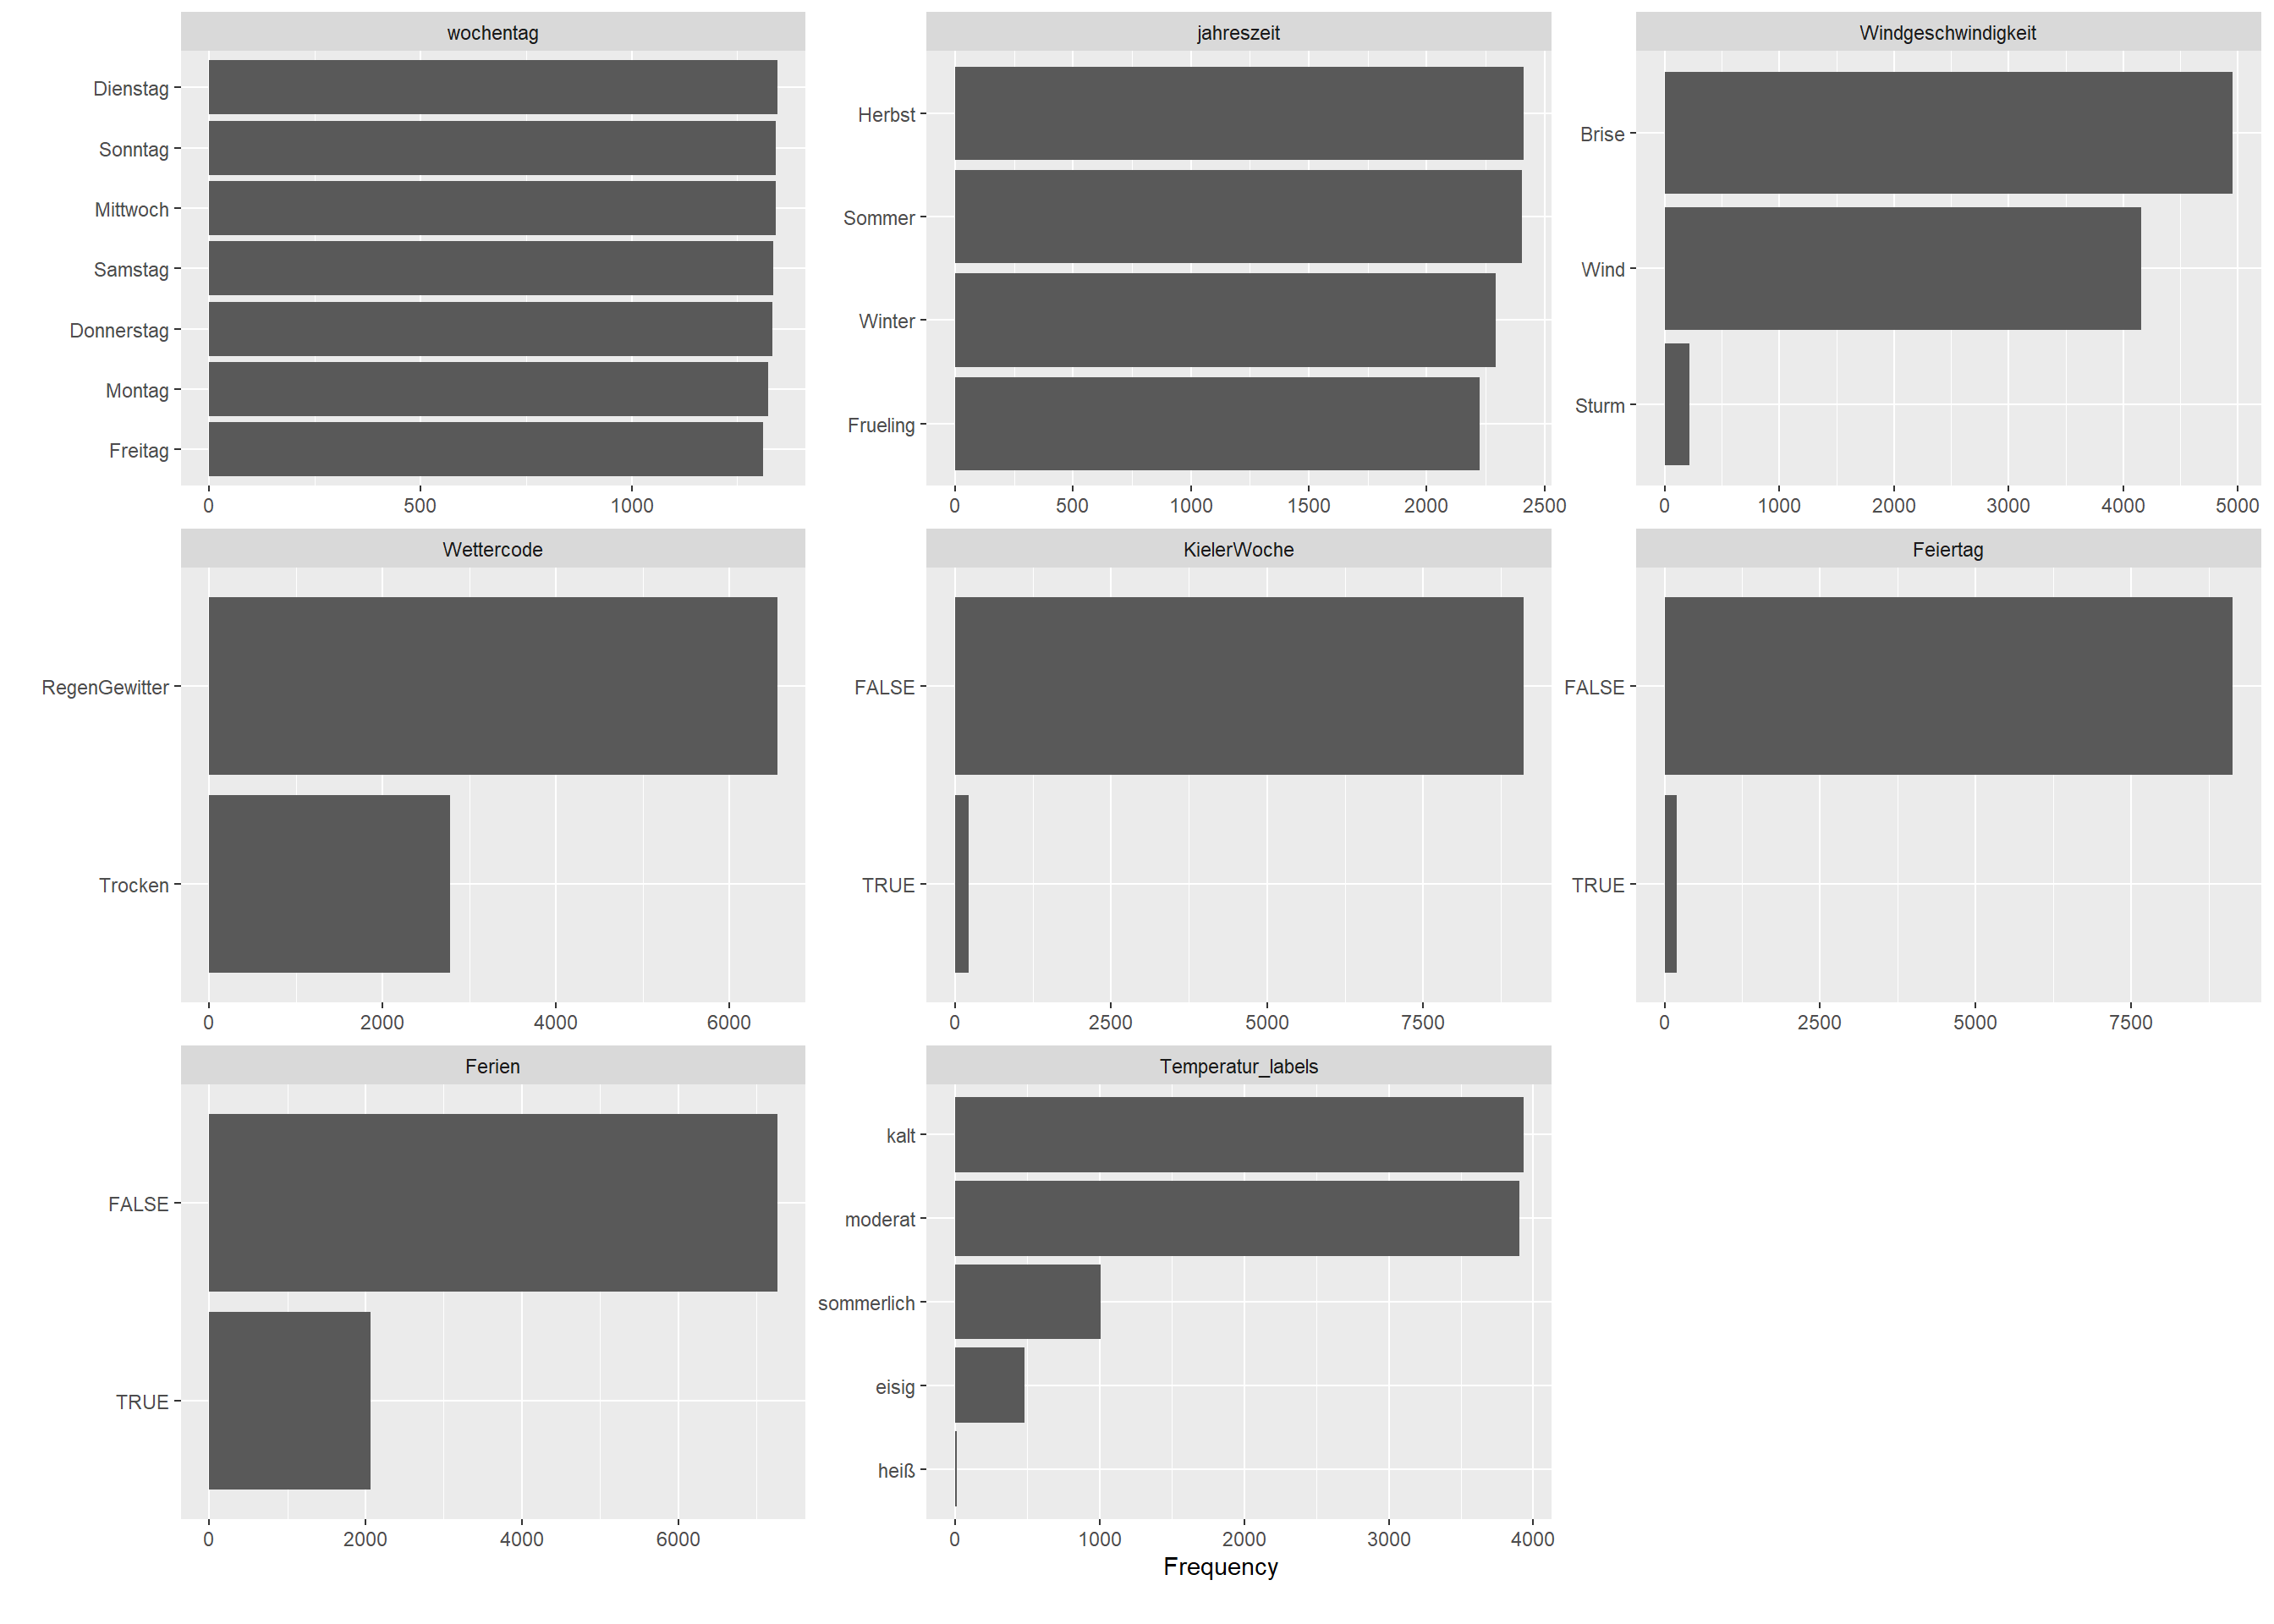 wochentag
Dienstag
Sonntag
Mittwoch
Samstag
Donnerstag
Montag
Freitag
0 500 1000
jahreszeit
Herbst
Sommer
Winter
Frueling
0 500 1000 1500 2000 2500
Windgeschwindigkeit
Brise
Wind
Sturm
0 1000 2000 3000 4000 5000
Wettercode
RegenGewitter
Trocken
0 2000 4000 6000
KielerWoche
FALSE
TRUE
0 2500 5000 7500
Feiertag
FALSE
TRUE
0 2500 5000 7500
Ferien
FALSE
TRUE
0 2000 4000 6000
Temperatur_labels
kalt
moderat
sommerlich
eisig
heiß
0 1000 2000 3000 4000
Frequency